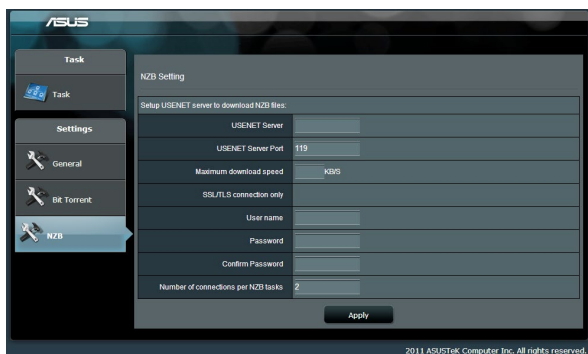 ASUS
Task
Task
Settings
General
Bit Torrent
NZB
NZB Setting
Setup USENET server to download NZB files:
USENET Server
USENET Server Port 119
Maximum download speed KB/S
SSL/TLS connection only
User name
Password
Confirm Password
Number of connections per NZB tasks 2
Apply
2011 ASUSTeK Computer Inc. All rights reserved.